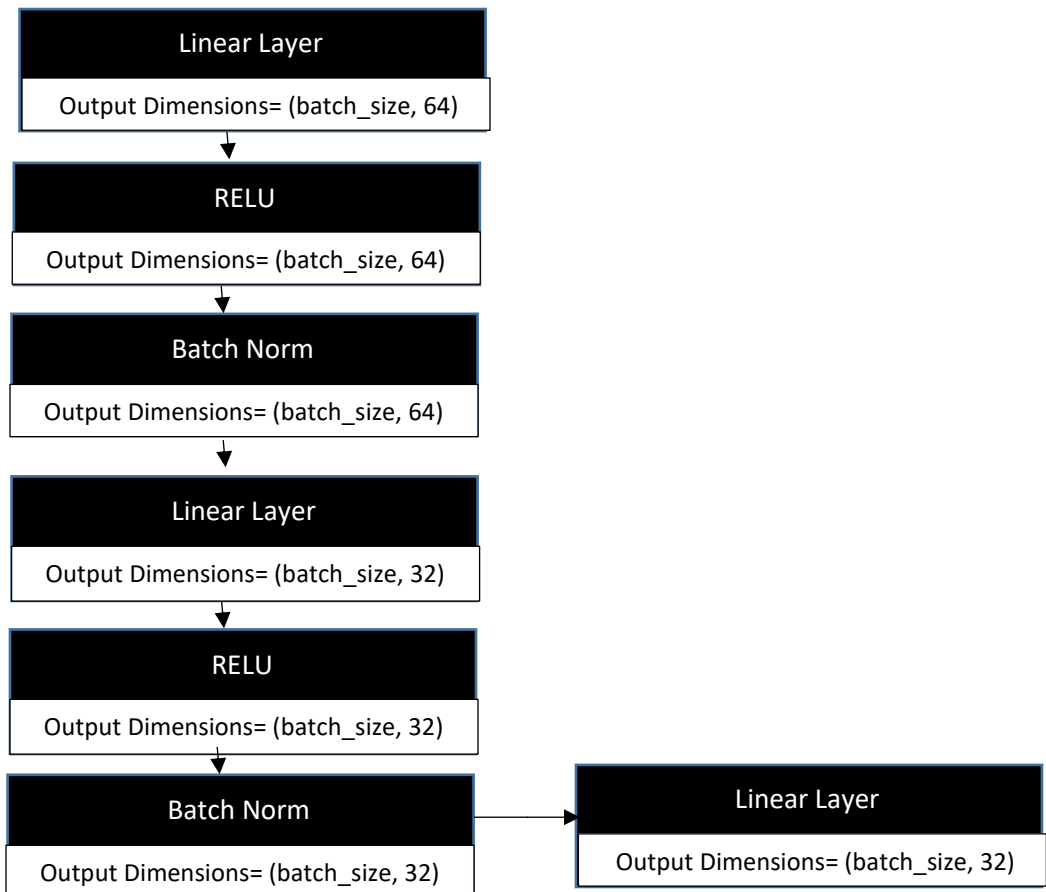 Linear Layer
Output Dimensions= (batch_size, 64)
RELU
Output Dimensions= (batch_size, 64)
Batch Norm
Output Dimensions= (batch_size, 64)
Linear Layer
Output Dimensions= (batch_size, 32)
RELU
Output Dimensions= (batch_size, 32)
Batch Norm
Output Dimensions= (batch_size, 32)
Linear Layer
Output Dimensions= (batch_size, 32)